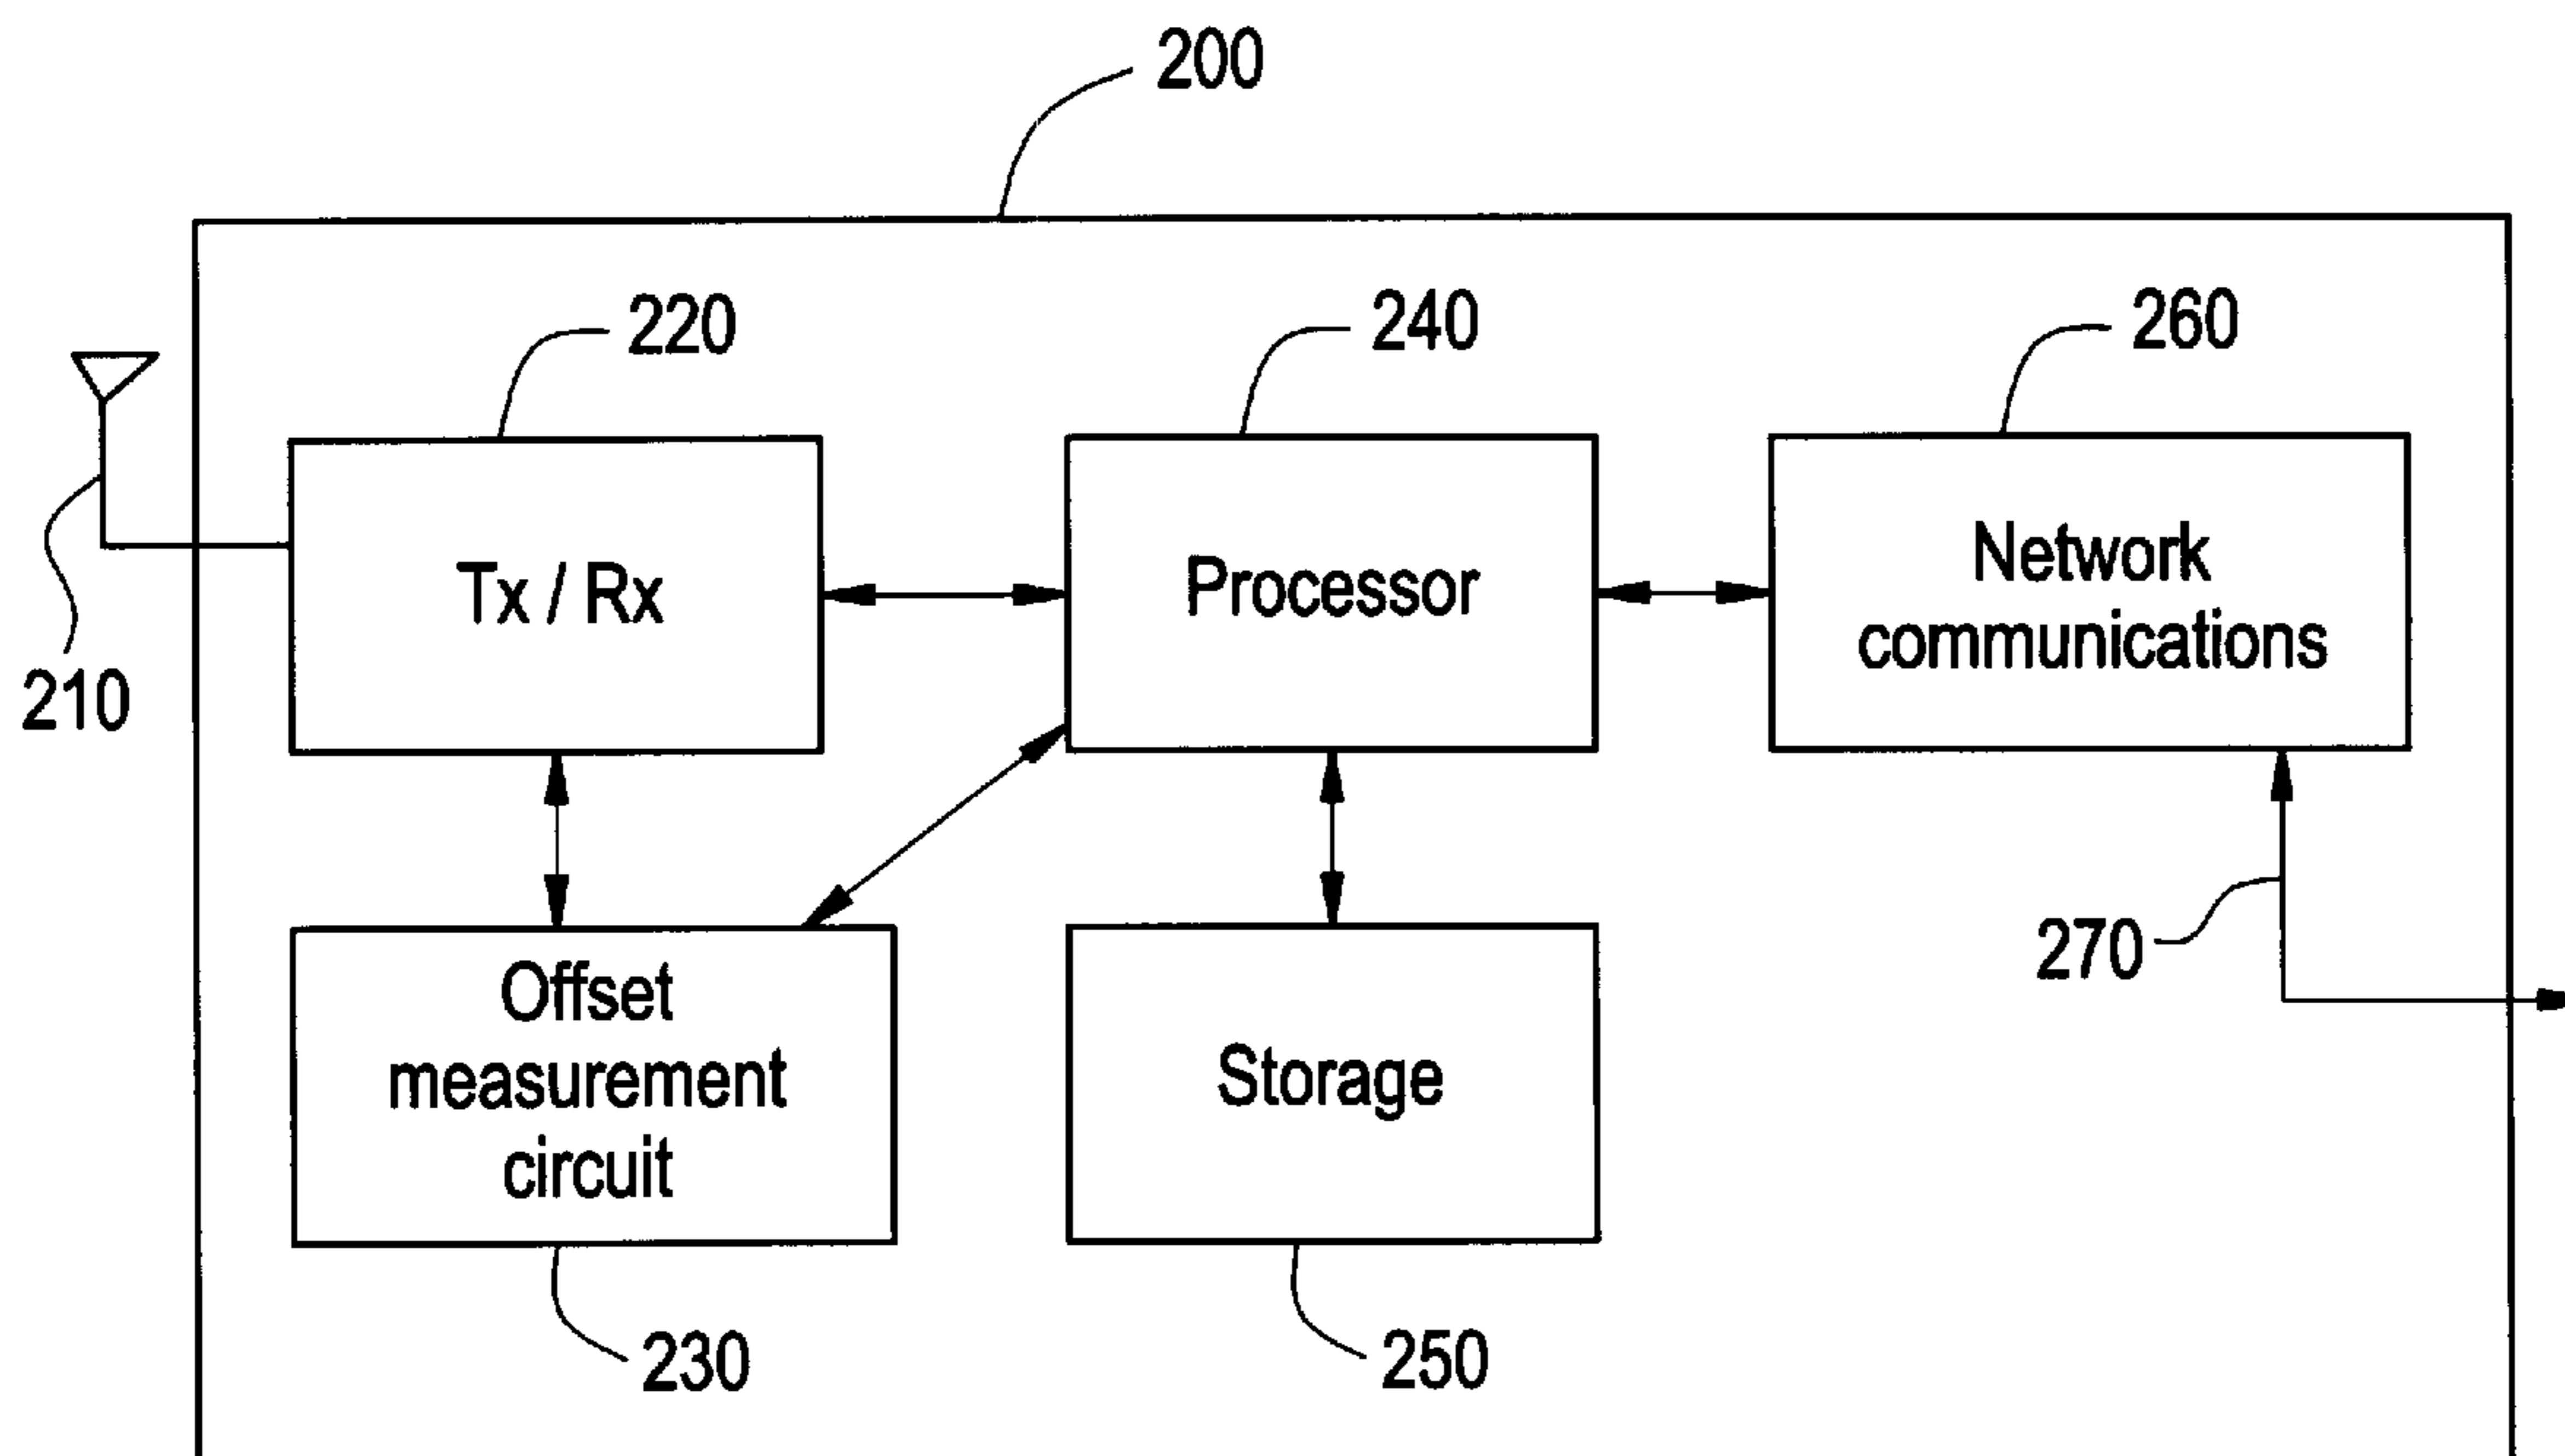 200
220
240
260
Tx / Rx
Processor
Network
communications
210
270
Offset
measurement
circuit
Storage
230
250